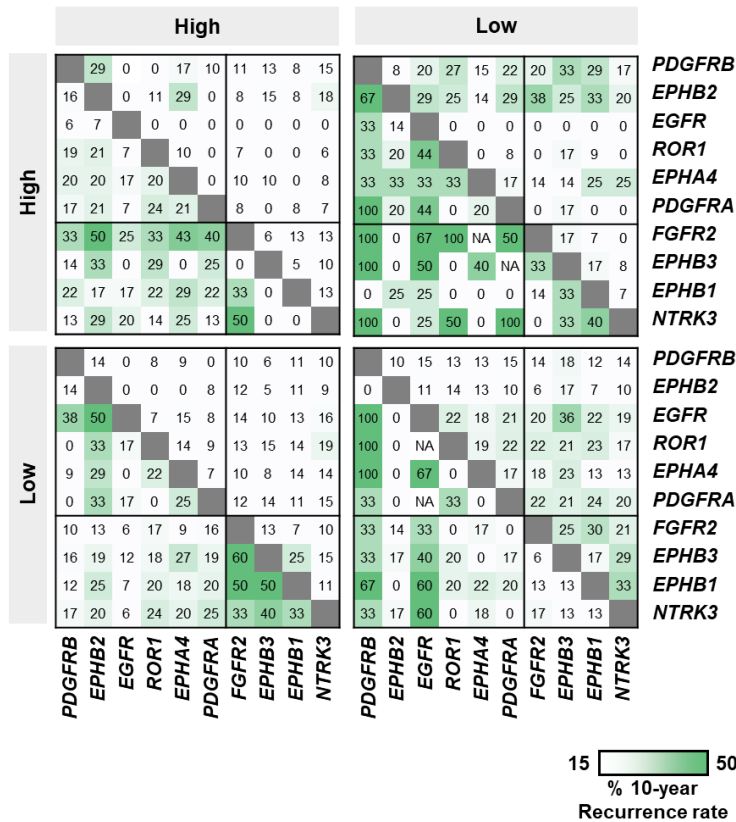 High Low
29 0 0 17 10 11 13 8 15 8 20 27 15 22 20 33 29 17 PDGFRB
16 0 11 29 0 8 15 8 18 67 29 25 14 29 38 25 33 20 EPHB2
6 7 0 0 0 0 0 0 0 33 14 0 0 0 0 0 0 0 EGFR
19 21 7 10 0 7 0 0 6 33 20 44 0 8 0 17 9 0 ROR1
High
20 20 17 20 0 10 10 0 8 33 33 33 33 17 14 14 25 25 EPHA4
17 21 7 24 21 8 0 8 7 100 20 44 0 20 0 17 0 0 PDGFRA
33 50 25 33 43 40 6 13 13 100 0 67 100 NA 50 17 7 0 FGFR2
14 33 0 29 0 25 0 5 10 100 0 50 0 40 NA 33 17 8 EPHB3
22 17 17 22 29 22 33 0 13 0 25 25 0 0 0 14 33 7 EPHB1
13 29 20 14 25 13 50 0 0 100 0 25 50 0 100 0 33 40 NTRK3
14 0 8 9 0 10 6 11 10 10 15 13 13 15 14 18 12 14 PDGFRB
14 0 0 0 8 12 5 11 9 0 11 14 13 10 6 17 7 10 EPHB2
38 50 7 15 8 14 10 13 16 100 0 22 18 21 20 36 22 19 EGFR
0 33 17 14 9 13 15 14 19 100 0 NA 19 22 22 21 23 17 ROR1
Low
9 29 0 22 7 10 8 14 14 100 0 67 0 17 18 23 13 13 EPHA4
0 33 17 0 25 12 14 11 15 33 0 NA 33 0 22 21 24 20 PDGFRA
10 13 6 17 9 16 13 7 10 33 14 33 0 17 0 25 30 21 FGFR2
16 19 12 18 27 19 60 25 15 33 17 40 20 0 17 6 17 29 EPHB3
12 25 7 20 18 20 50 50 11 67 0 60 20 22 20 13 13 33 EPHB1
17 20 6 24 20 25 33 40 33 33 17 60 0 18 0 17 13 13 NTRK3
PDGFRB EPHB2 EGFR ROR1 EPHA4 PDGFRA FGFR2 EPHB3 EPHB1 NTRK3 PDGFRB EPHB2 EGFR ROR1 EPHA4 PDGFRA FGFR2 EPHB3 EPHB1 NTRK3
15 50
% 10-year
Recurrence rate